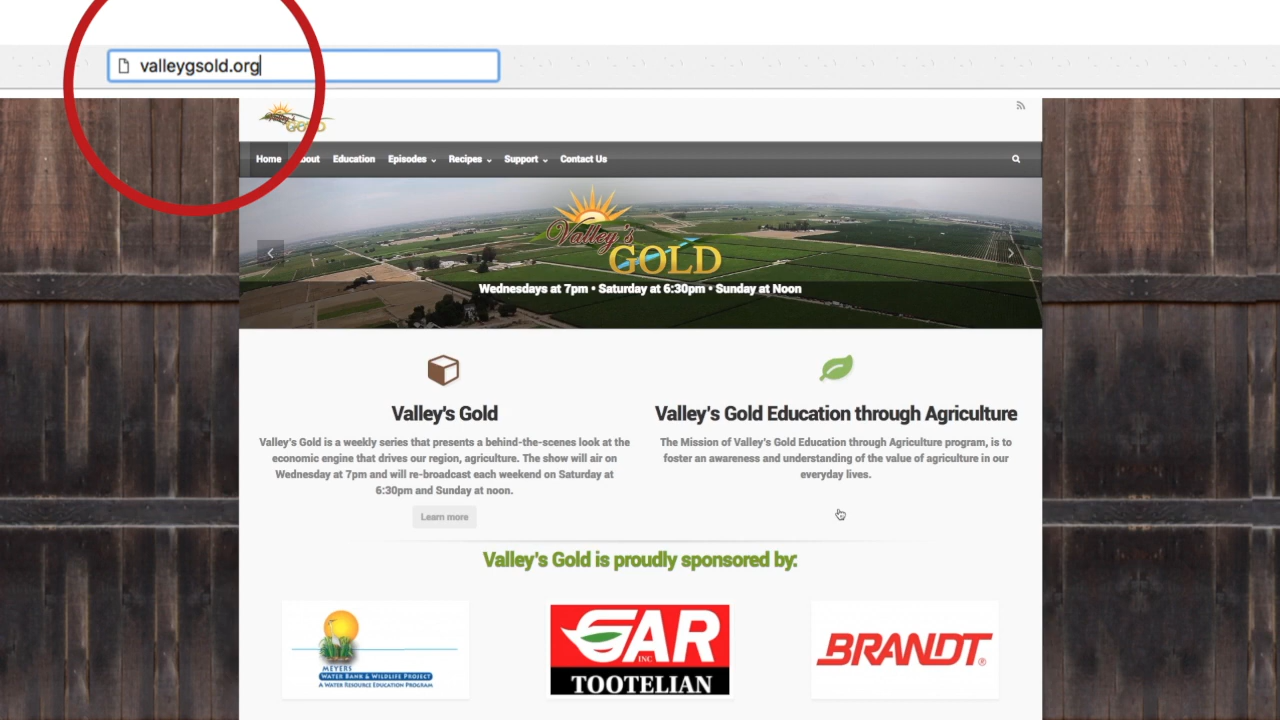 valleygsold.org
Valley's
GOLD
Home About Education Episodes Recipes Support Contact Us
Valley's
GOLD
Wednesdays at 7pm • Saturday at 6:30pm • Sunday at Noon
Valley's Gold
Valley's Gold is a weekly series that presents a behind-the-scenes look at the
economic engine that drives our region, agriculture. The show will air on
Wednesday at 7pm and will re-broadcast each weekend on Saturday at
6:30pm and Sunday at noon.
Learn more
Valley's Gold Education through Agriculture
The Mission of Valley's Gold Education through Agriculture program, is to
foster an awareness and understanding of the value of agriculture in our
everyday lives.
Valley's Gold is proudly sponsored by:
MEYERS
WATER BANK & WILDLIFE PROJECT
A WATER RESOURCE EDUCATION PROGRAM
GAR
INC
TOOTELIAN
BRANDT®